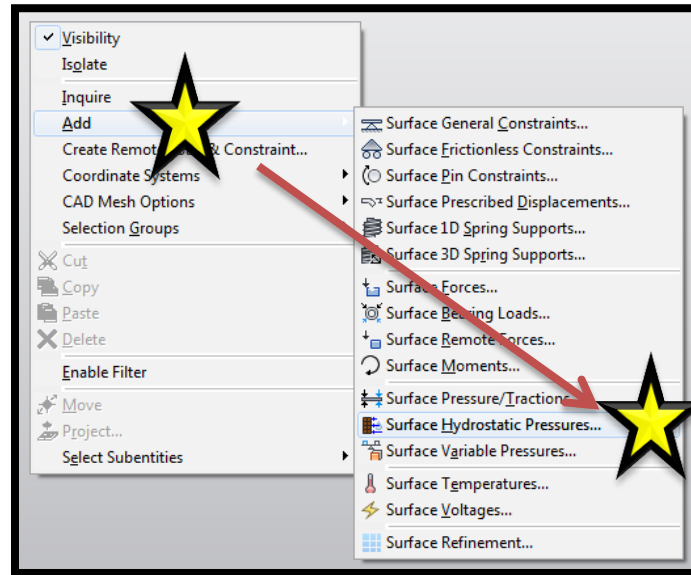 Visibility
Isolate
Inquire
Add
Create Remote & Constraint...
Coordinate Systems
CAD Mesh Options
Selection Groups
Cut
Copy
Paste
Delete
Enable Filter
Move
Project...
Select Subentities
Surface General Constraints...
Surface Frictionless Constraints...
Surface Pin Constraints...
Surface Prescribed Displacements...
Surface 1D Spring Supports...
Surface 3D Spring Supports...
Surface Forces...
Surface Bearing Loads...
Surface Remote Forces...
Surface Moments...
Surface Pressure/Tractions
Surface Hydrostatic Pressures...
Surface Variable Pressures...
Surface Temperatures...
Surface Voltages...
Surface Refinement...